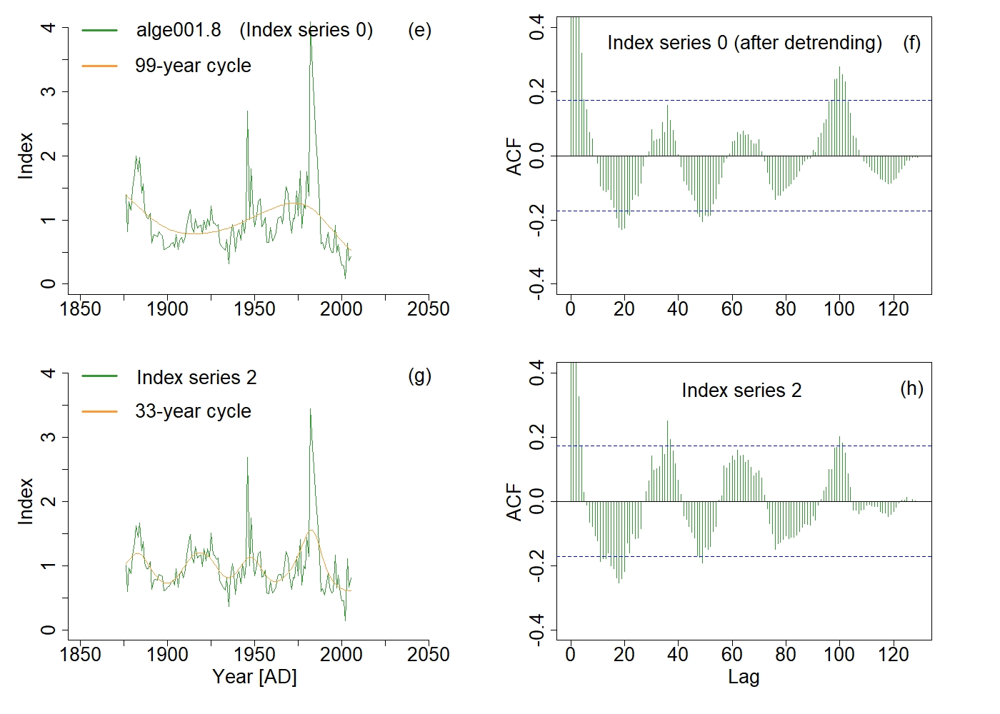 alge001.8 (Index series 0) (e)
99-year cycle
Index
4
3
2
1
0
1850 1900 1950 2000 2050
Index series 0 (after detrending) (f)
ACF
0.4
0.2
0.0
-0.2
-0.4
0 20 40 60 80 100 120
Index series 2 (g)
33-year cycle
Index
4
3
2
1
0
1850 1900 1950 2000 2050
Year [AD]
Index series 2 (h)
ACF
0.4
0.2
0.0
-0.2
-0.4
0 20 40 60 80 100 120
Lag